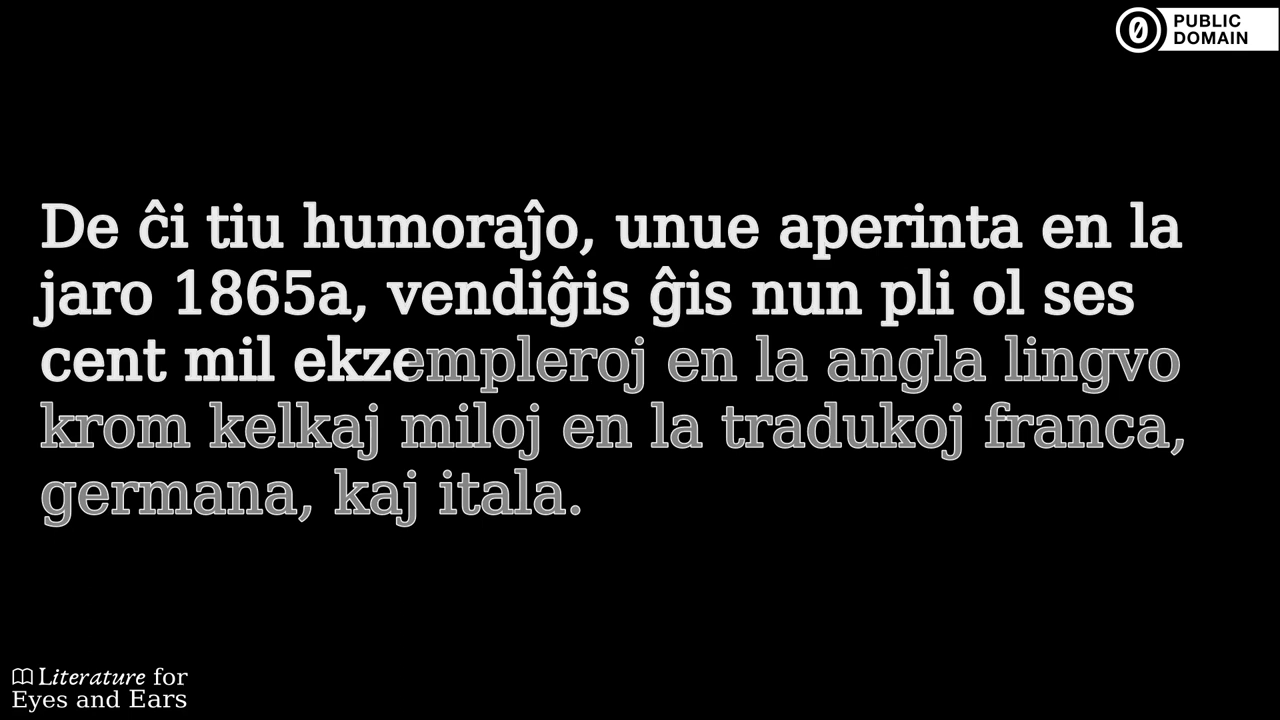 PUBLIC
DOMAIN
De ĉi tiu humoraĵo, unue aperinta en la
jaro 1865a, vendiĝis ĝis nun pli ol ses
cent mil ekzempleroj en la angla lingvo
krom kelkaj miloj en la tradukoj franca,
germana, kaj itala.
Literature for
Eyes and Ears